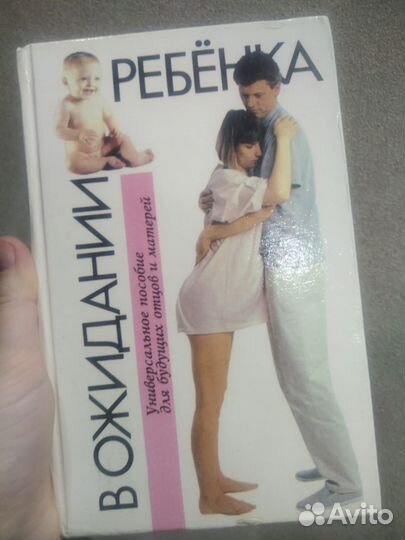 В ОЖИДАНИИ
РЕБЁНКА
Универсальное пособие
для будущих отцов и матерей
Avito